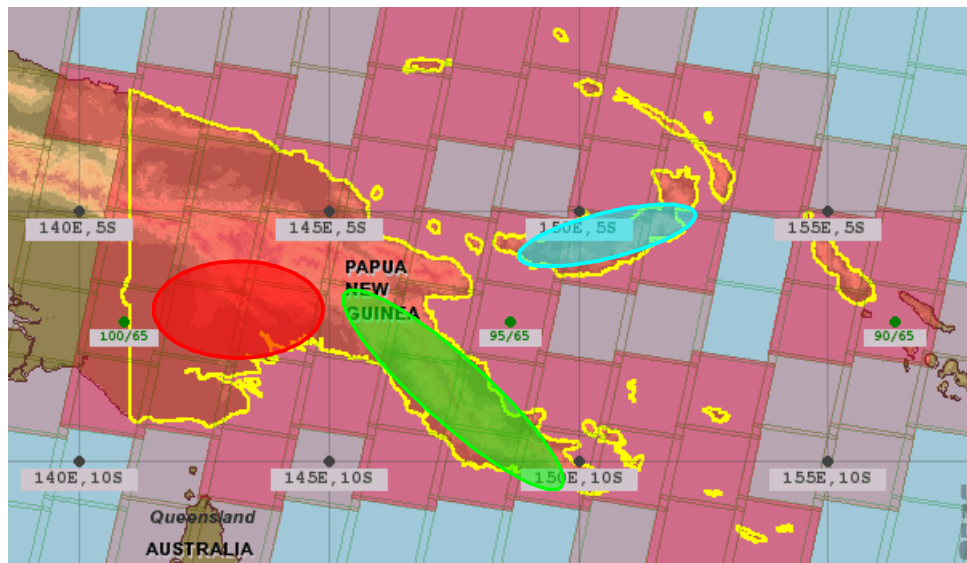 140E,5S
145E,5S
150E,5S
155E,5S
PAPUA
NEW
GUINEA
100/65
95/65
90/65
140E,10S
145E,10S
150E,10S
155E,10S
Queensland
AUSTRALIA